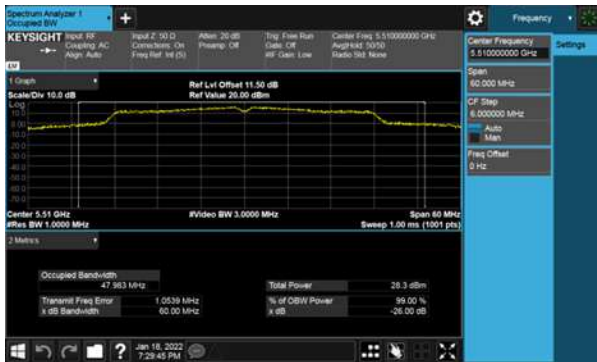 Spectrum Analyzer 1
Occupied BW
+
Frequency
KEYSIGHT Input: RF Input Z: 50 Ω Atten: 20 dB Trig: Free Run Center Freq: 5.510000000 GHz
Coupling: AC Corrections: On Preamp: Off Gate: Off Avg|Hold: 50/50
Align: Auto Freq Ref: Int (S) #IF Gain: Low Radio Std: None
Center Frequency
5.510000000 GHz
Settings
Span
60.000 MHz
CF Step
6.000000 MHz
Auto
Man
Freq Offset
0 Hz
1 Graph
Ref Lvl Offset 11.50 dB
Scale/Div 10.0 dB Ref Value 20.00 dBm
Log
10.0
0.00
-10.0
-20.0
-30.0
-40.0
-50.0
-60.0
-70.0
Center 5.51 GHz #Video BW 3.0000 MHz Span 60 MHz
#Res BW 1.0000 MHz Sweep 1.00 ms (1001 pts)
2 Metrics
Occupied Bandwidth
47.983 MHz Total Power 28.3 dBm
Transmit Freq Error 1.0539 MHz % of OBW Power 99.00 %
x dB Bandwidth 60.00 MHz x dB -26.00 dB
? Jan 18, 2022
7:29:45 PM